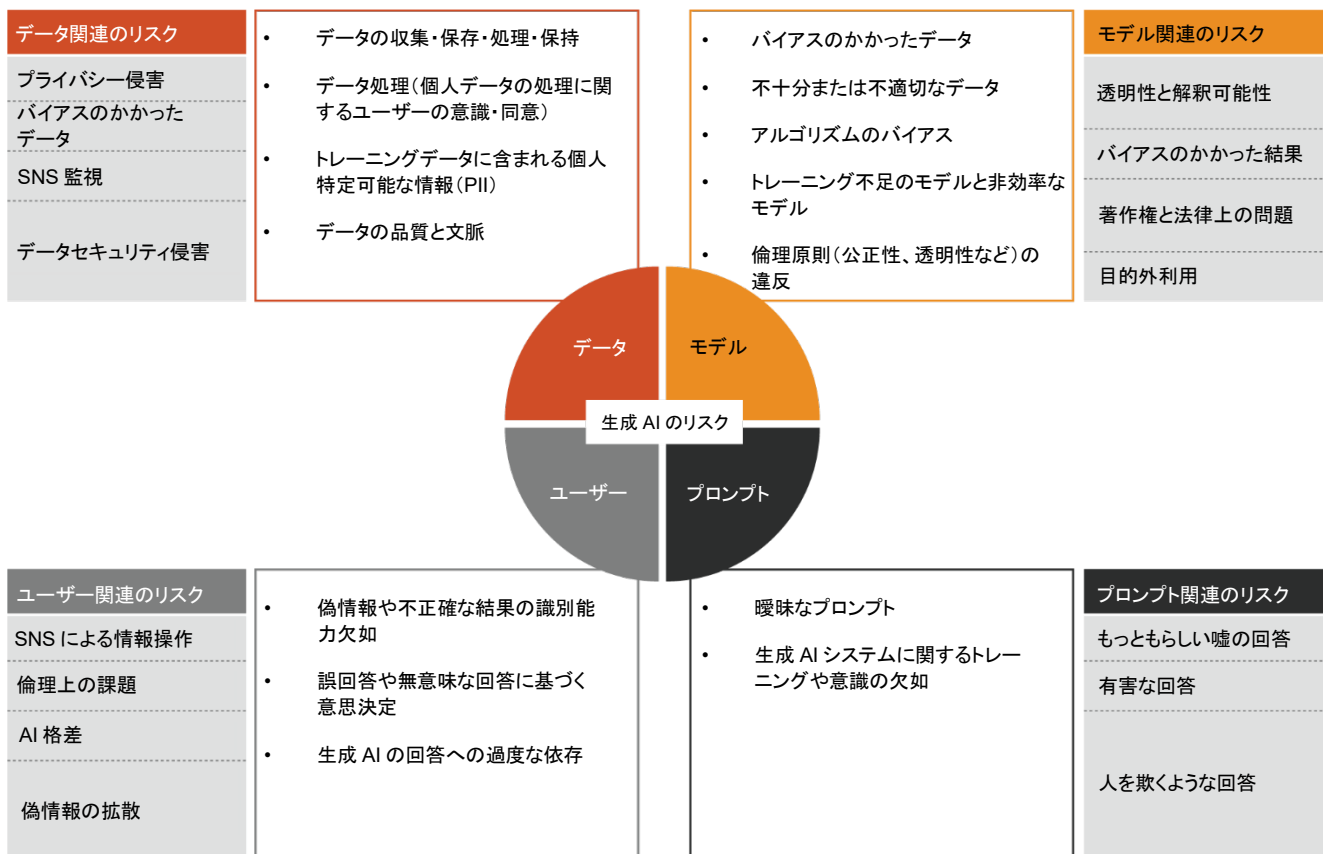 データ関連のリスク
プライバシー侵害
バイアスのかかった
データ
SNS 監視
データセキュリティ侵害
• データの収集・保存・処理・保持
• データ処理(個人データの処理に関
するユーザーの意識・同意)
• トレーニングデータに含まれる個人
特定可能な情報(PII)
• データの品質と文脈
• バイアスのかかったデータ
• 不十分または不適切なデータ
• アルゴリズムのバイアス
• トレーニング不足のモデルと非効率な
モデル
• 倫理原則(公正性、透明性など)の
違反
モデル関連のリスク
透明性と解釈可能性
バイアスのかかった結果
著作権と法律上の問題
目的外利用
データ
モデル
生成 AI のリスク
ユーザー
プロンプト
ユーザー関連のリスク
SNS による情報操作
倫理上の課題
AI 格差
偽情報の拡散
• 偽情報や不正確な結果の識別能
力欠如
• 誤回答や無意味な回答に基づく
意思決定
• 生成 AI の回答への過度な依存
• 曖昧なプロンプト
• 生成 AI システムに関するトレー
ニングや意識の欠如
プロンプト関連のリスク
もっともらしい嘘の回答
有害な回答
人を欺くような回答